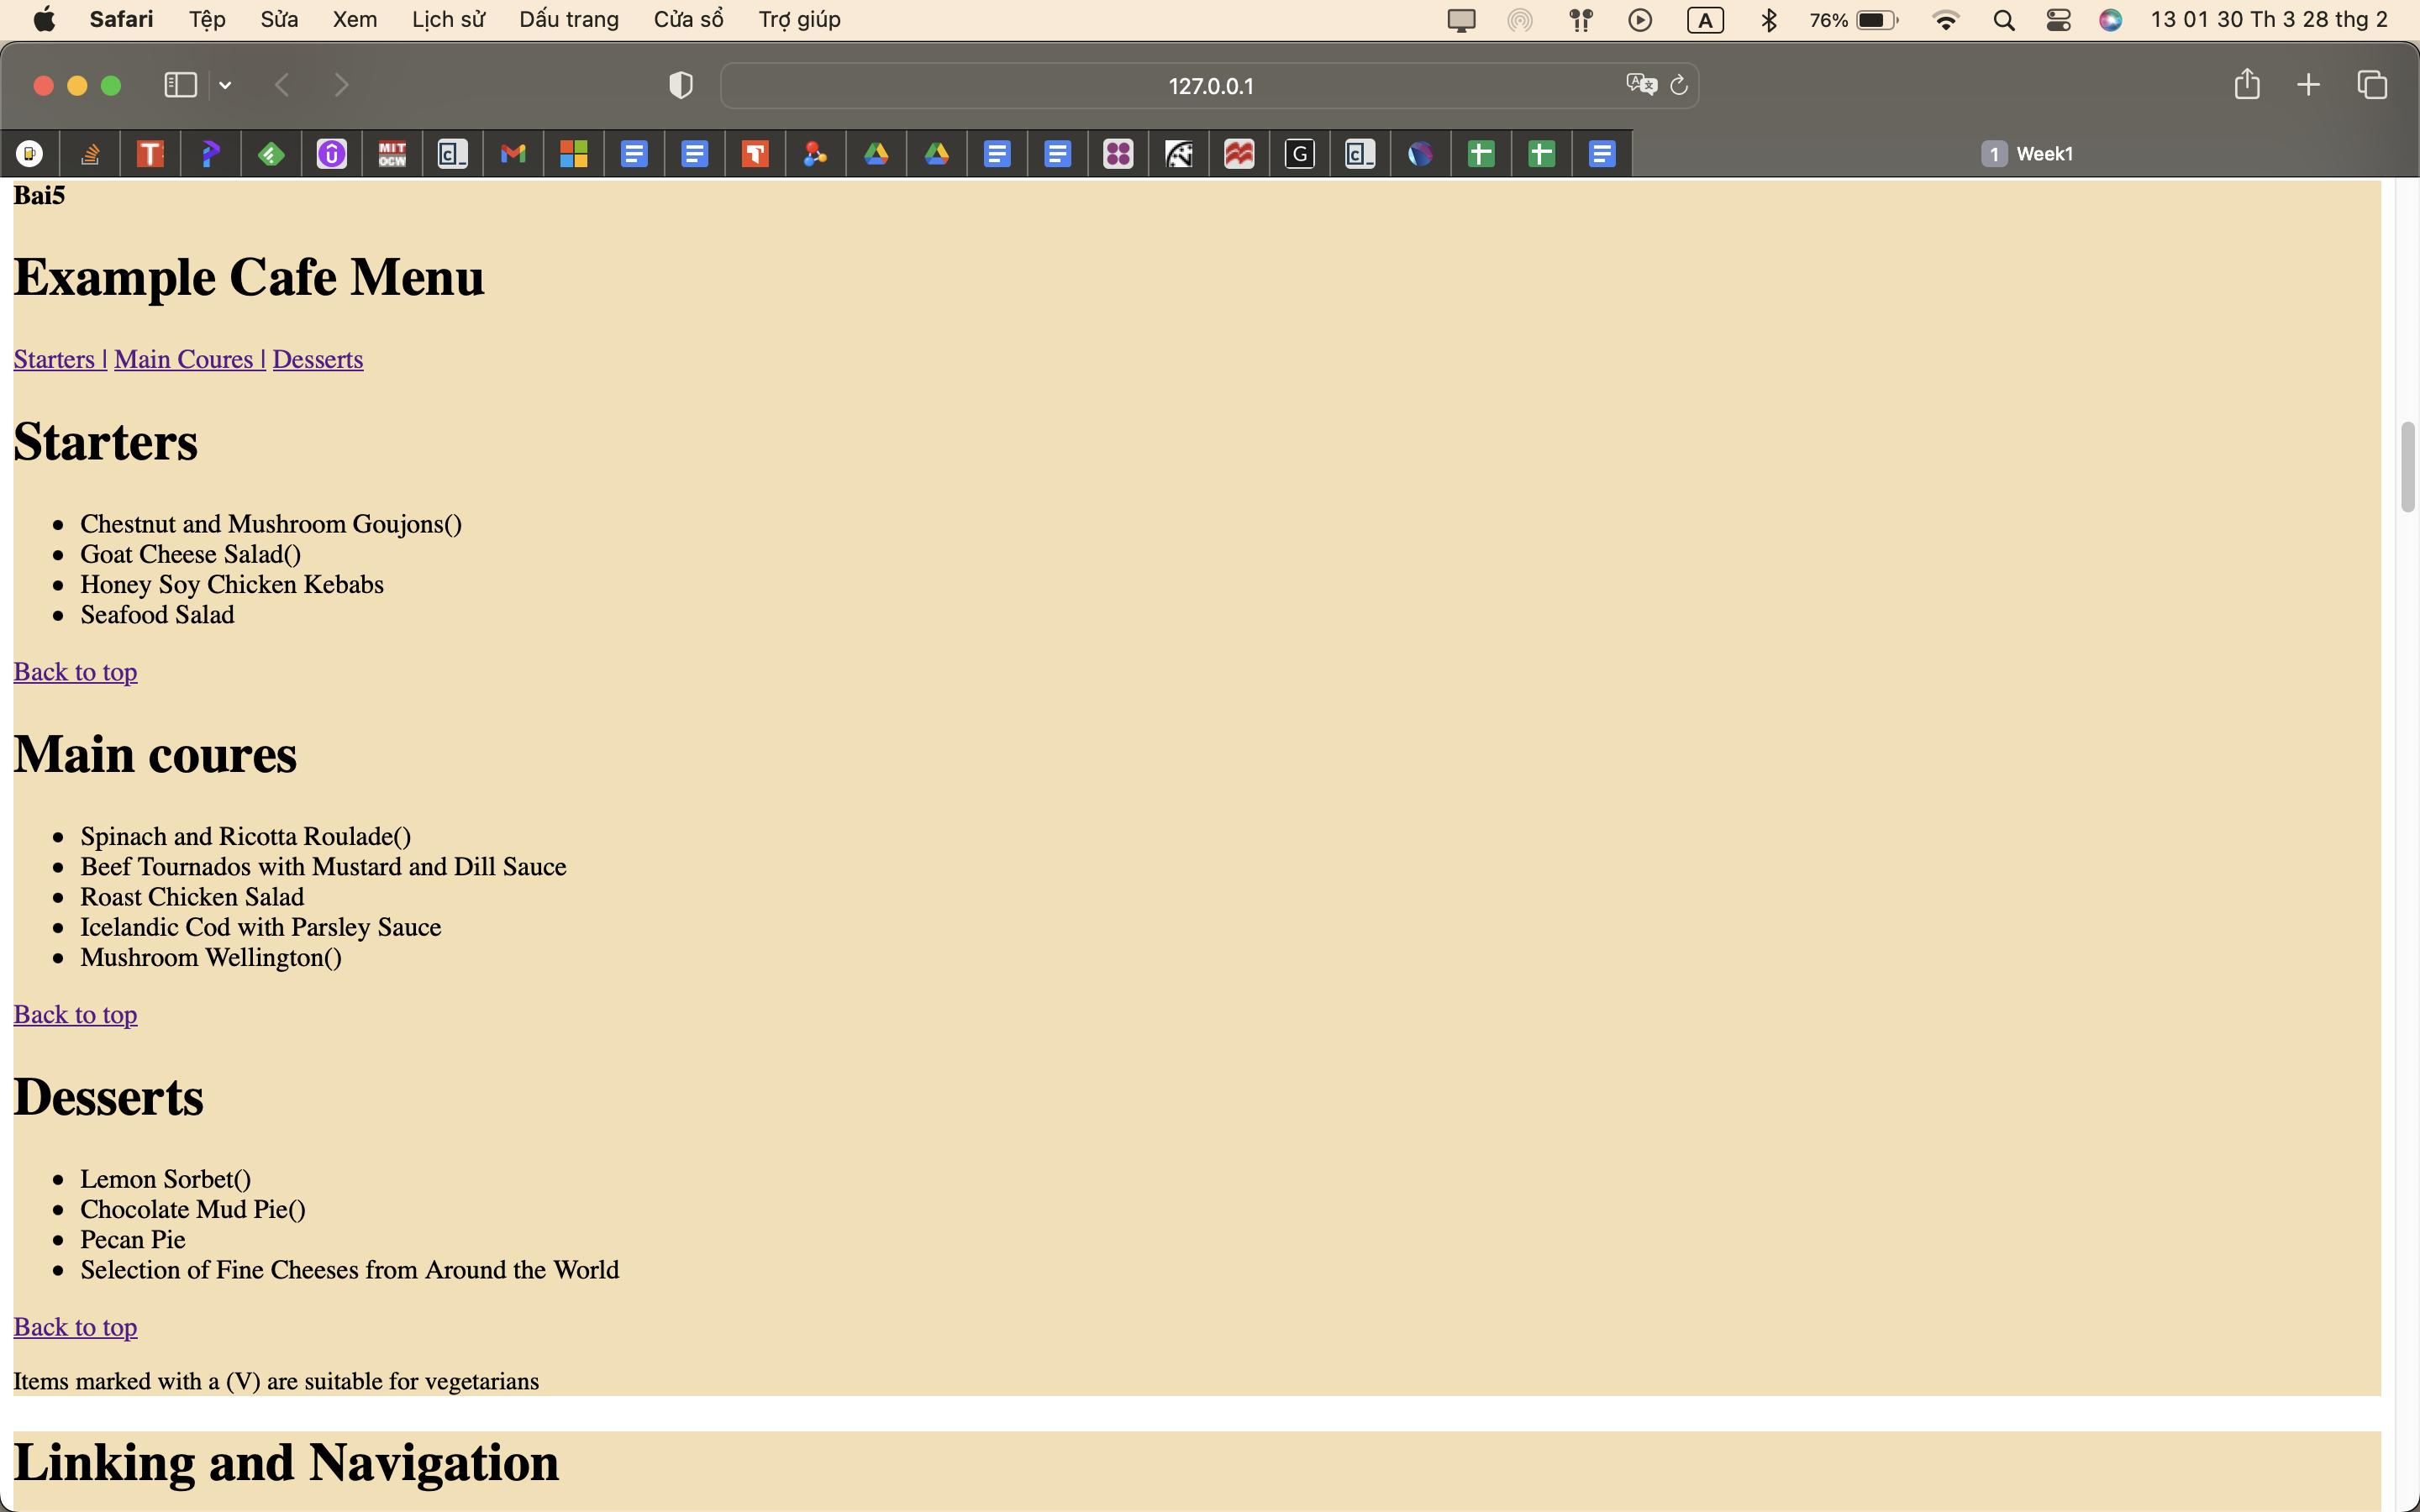 Safari Tệp Sửa Xem Lịch sử Dấu trang Cửa sổ Trợ giúp A 76% 13 01 30 Th 3 28 thg 2
127.0.0.1
MIT OCW G 1 Week1
Bai5
Example Cafe Menu
Starters | Main Coures | Desserts
Starters
• Chestnut and Mushroom Goujons()
• Goat Cheese Salad()
• Honey Soy Chicken Kebabs
• Seafood Salad
Back to top
Main coures
• Spinach and Ricotta Roulade()
• Beef Tournados with Mustard and Dill Sauce
• Roast Chicken Salad
• Icelandic Cod with Parsley Sauce
• Mushroom Wellington()
Back to top
Desserts
• Lemon Sorbet()
• Chocolate Mud Pie()
• Pecan Pie
• Selection of Fine Cheeses from Around the World
Back to top
Items marked with a (V) are suitable for vegetarians
Linking and Navigation